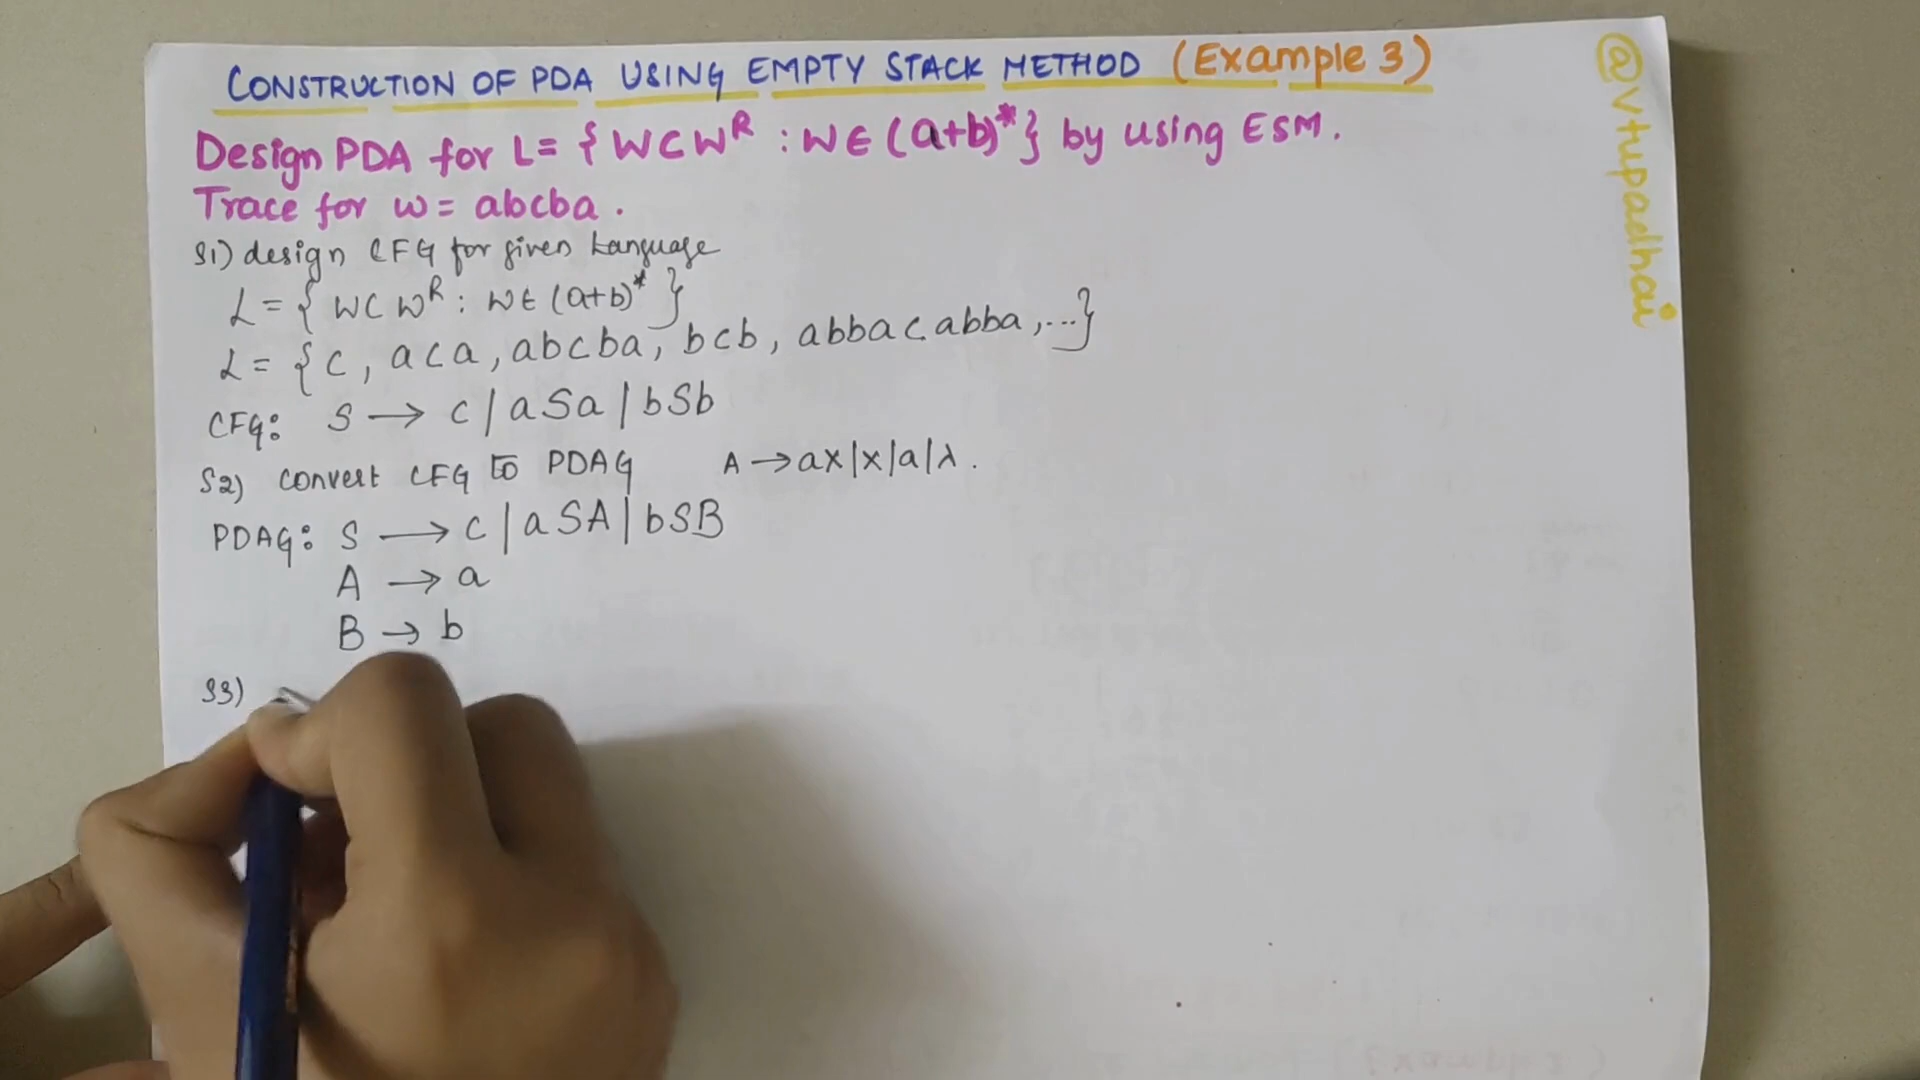 CONSTRUCTION OF PDA USING EMPTY STACK METHOD (Example 3)
Design PDA for L= {WCW^R : WE (a+b)*} by using ESM.
Trace for w= abcba.
S1) design CFG for given Language
L = { WCW^R : WE (a+b)* }
L = { C, aca, abcba, bcb, abbacabba,...}
CFG: S → C | aSa | bSb
S2) Convert CFG to PDAG A → ax|x|a|λ.
PDAG: S → C | aSA | bSB
A → a
B → b
S3)
@vtupadhai